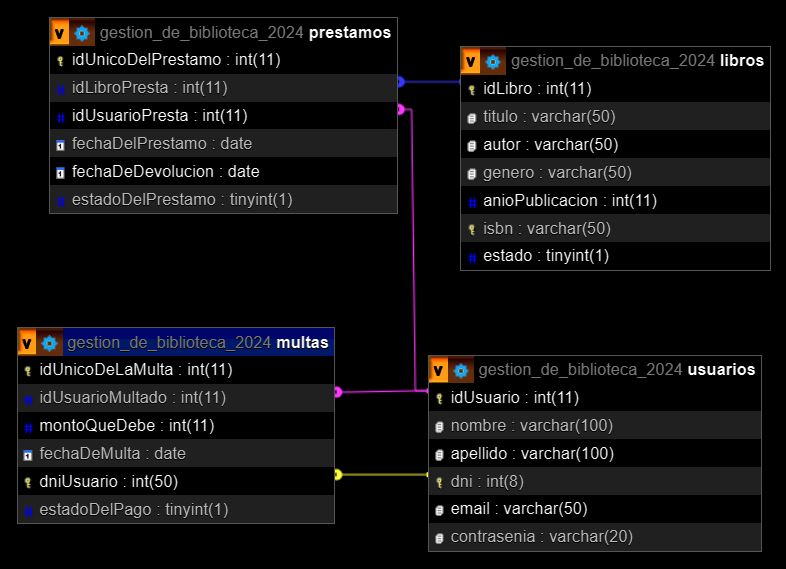 gestion_de_biblioteca_2024 prestamos
idUnicoDelPrestamo : int(11)
idLibroPresta : int(11)
idUsuarioPresta : int(11)
fechaDelPrestamo : date
fechaDeDevolucion : date
estadoDelPrestamo : tinyint(1)
gestion_de_biblioteca_2024 libros
idLibro : int(11)
titulo : varchar(50)
autor : varchar(50)
genero : varchar(50)
anioPublicacion : int(11)
isbn : varchar(50)
estado : tinyint(1)
gestion_de_biblioteca_2024 multas
idUnicoDeLaMulta : int(11)
idUsuarioMultado : int(11)
montoQueDebe : int(11)
fechaDeMulta : date
dniUsuario : int(50)
estadoDelPago : tinyint(1)
gestion_de_biblioteca_2024 usuarios
idUsuario : int(11)
nombre : varchar(100)
apellido : varchar(100)
dni : int(8)
email : varchar(50)
contrasenia : varchar(20)